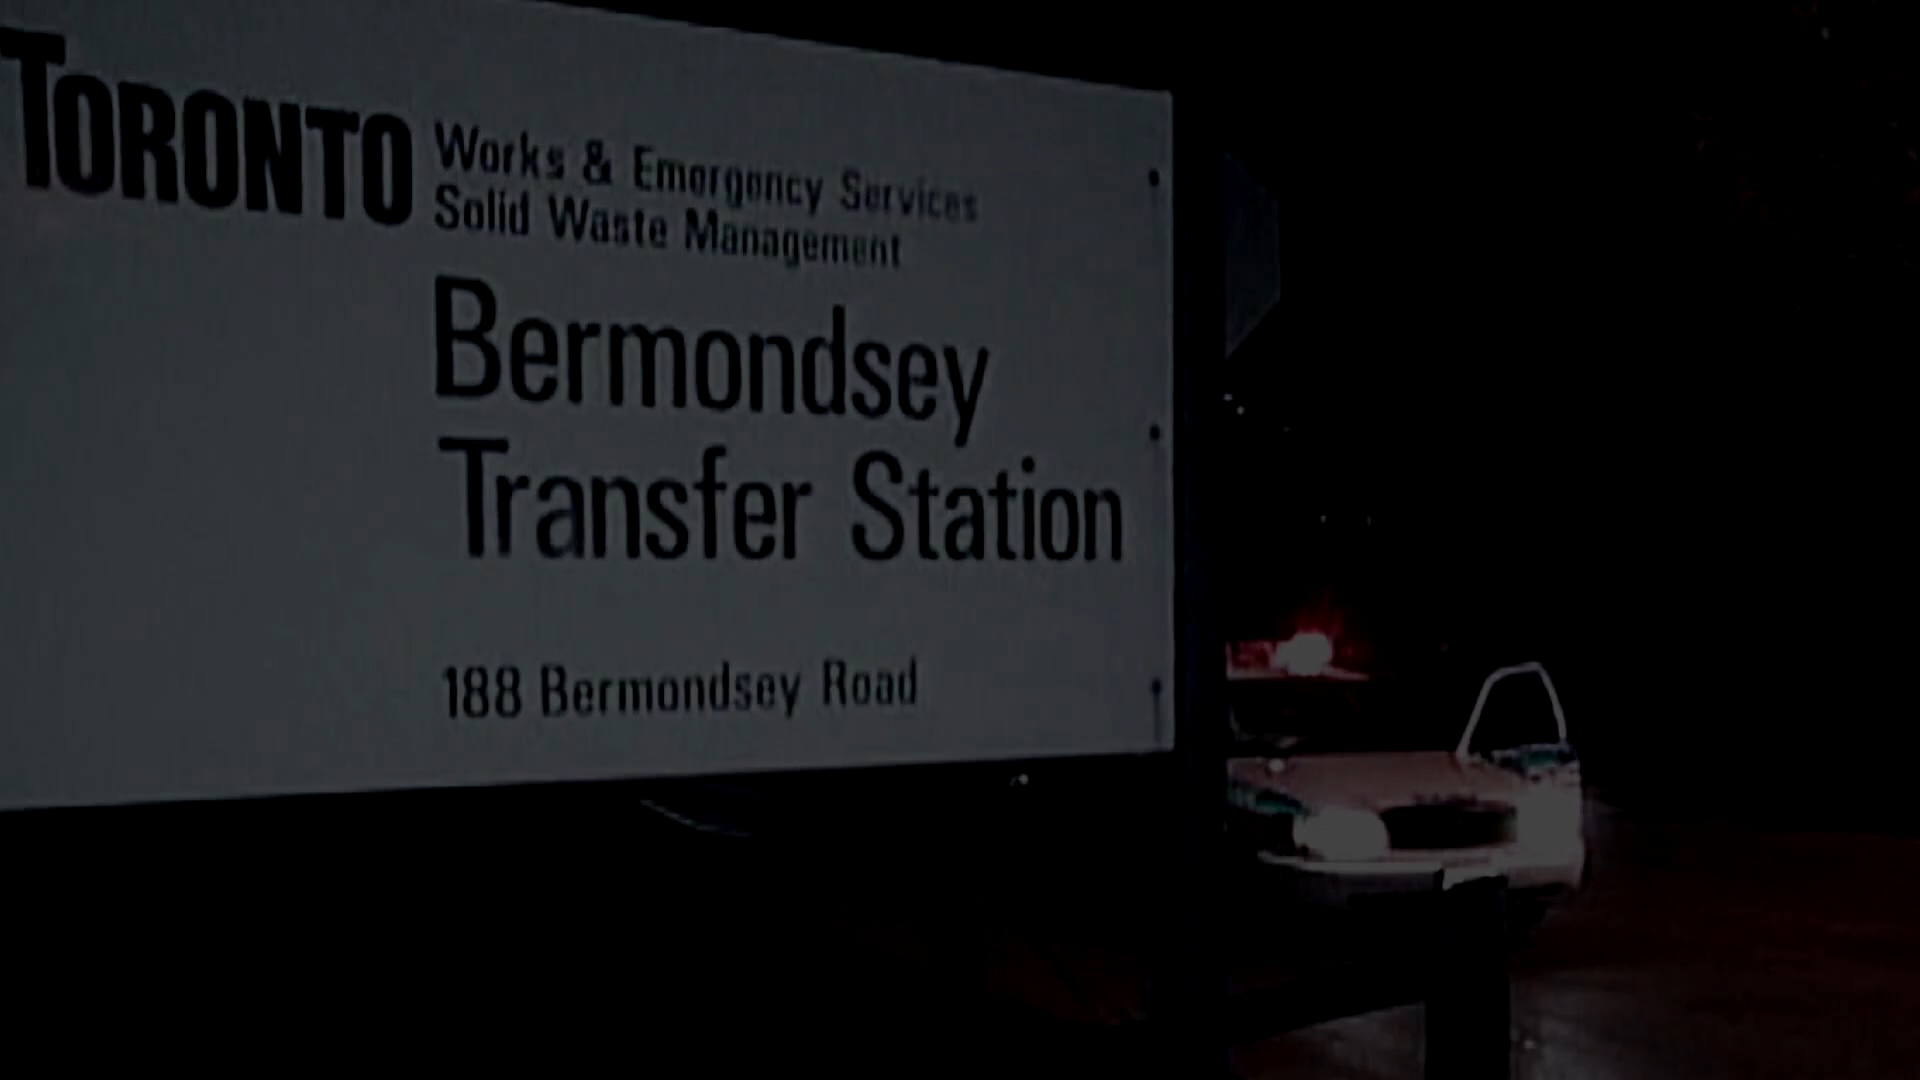 TORONTO Works & Emergency Services
Solid Waste Management
Bermondsey
Transfer Station
188 Bermondsey Road